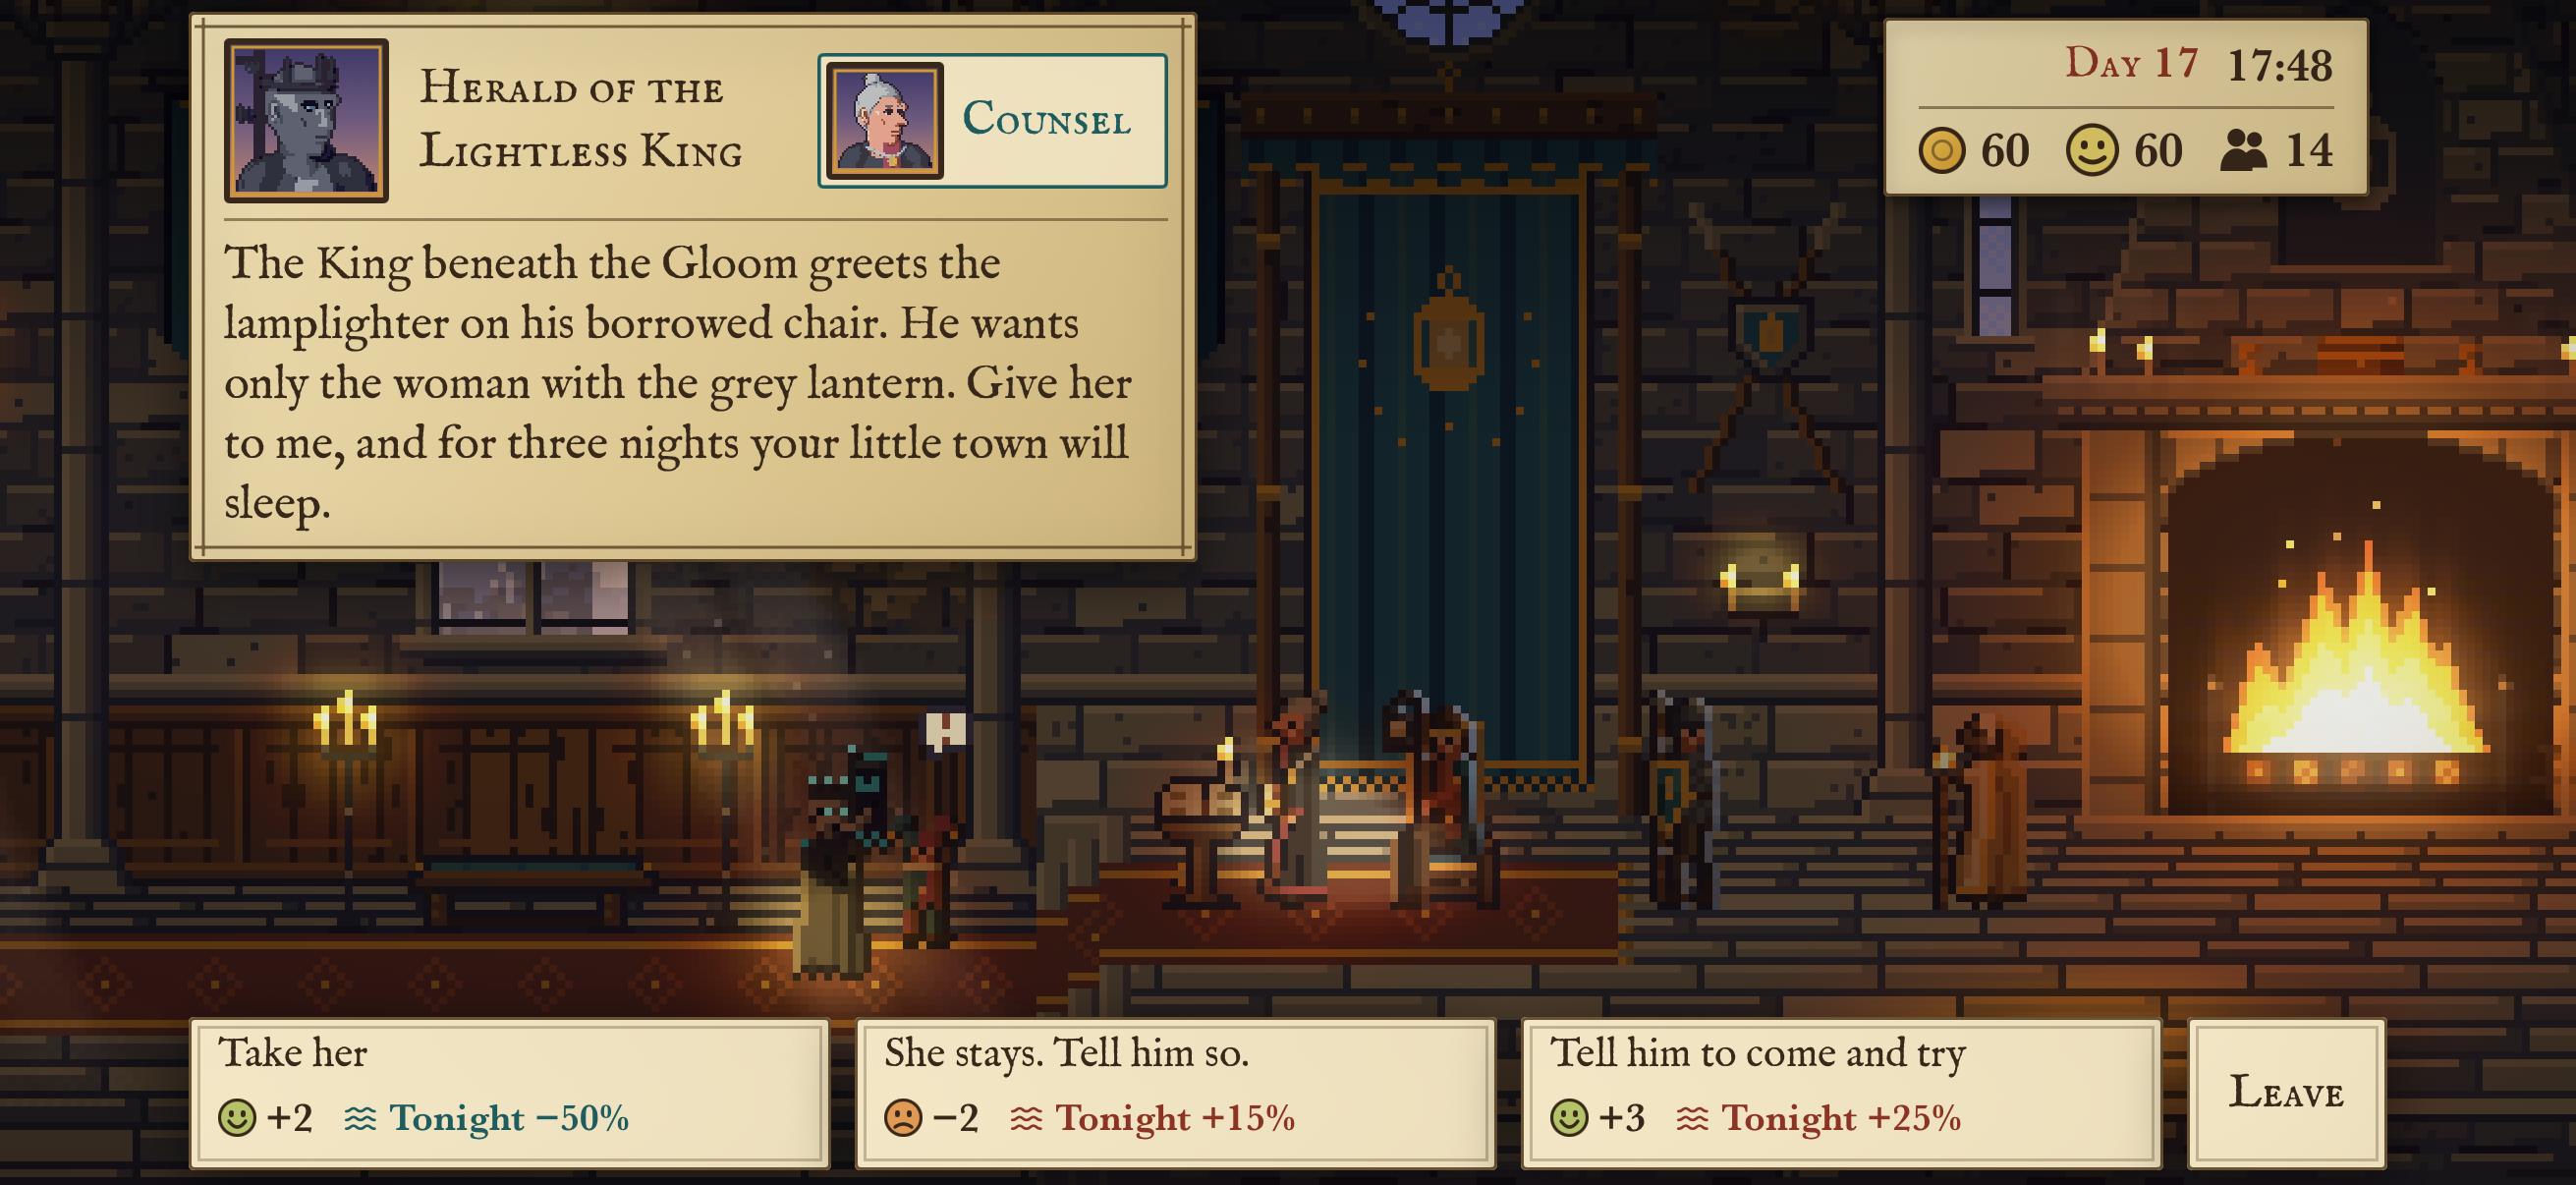 Herald of the
Lightless King
Counsel
The King beneath the Gloom greets the
lamplighter on his borrowed chair. He wants
only the woman with the grey lantern. Give her
to me, and for three nights your little town will
sleep.
Day 17 17:48
60 60 14
Take her
+2 Tonight −50%
She stays. Tell him so.
−2 Tonight +15%
Tell him to come and try
+3 Tonight +25%
Leave